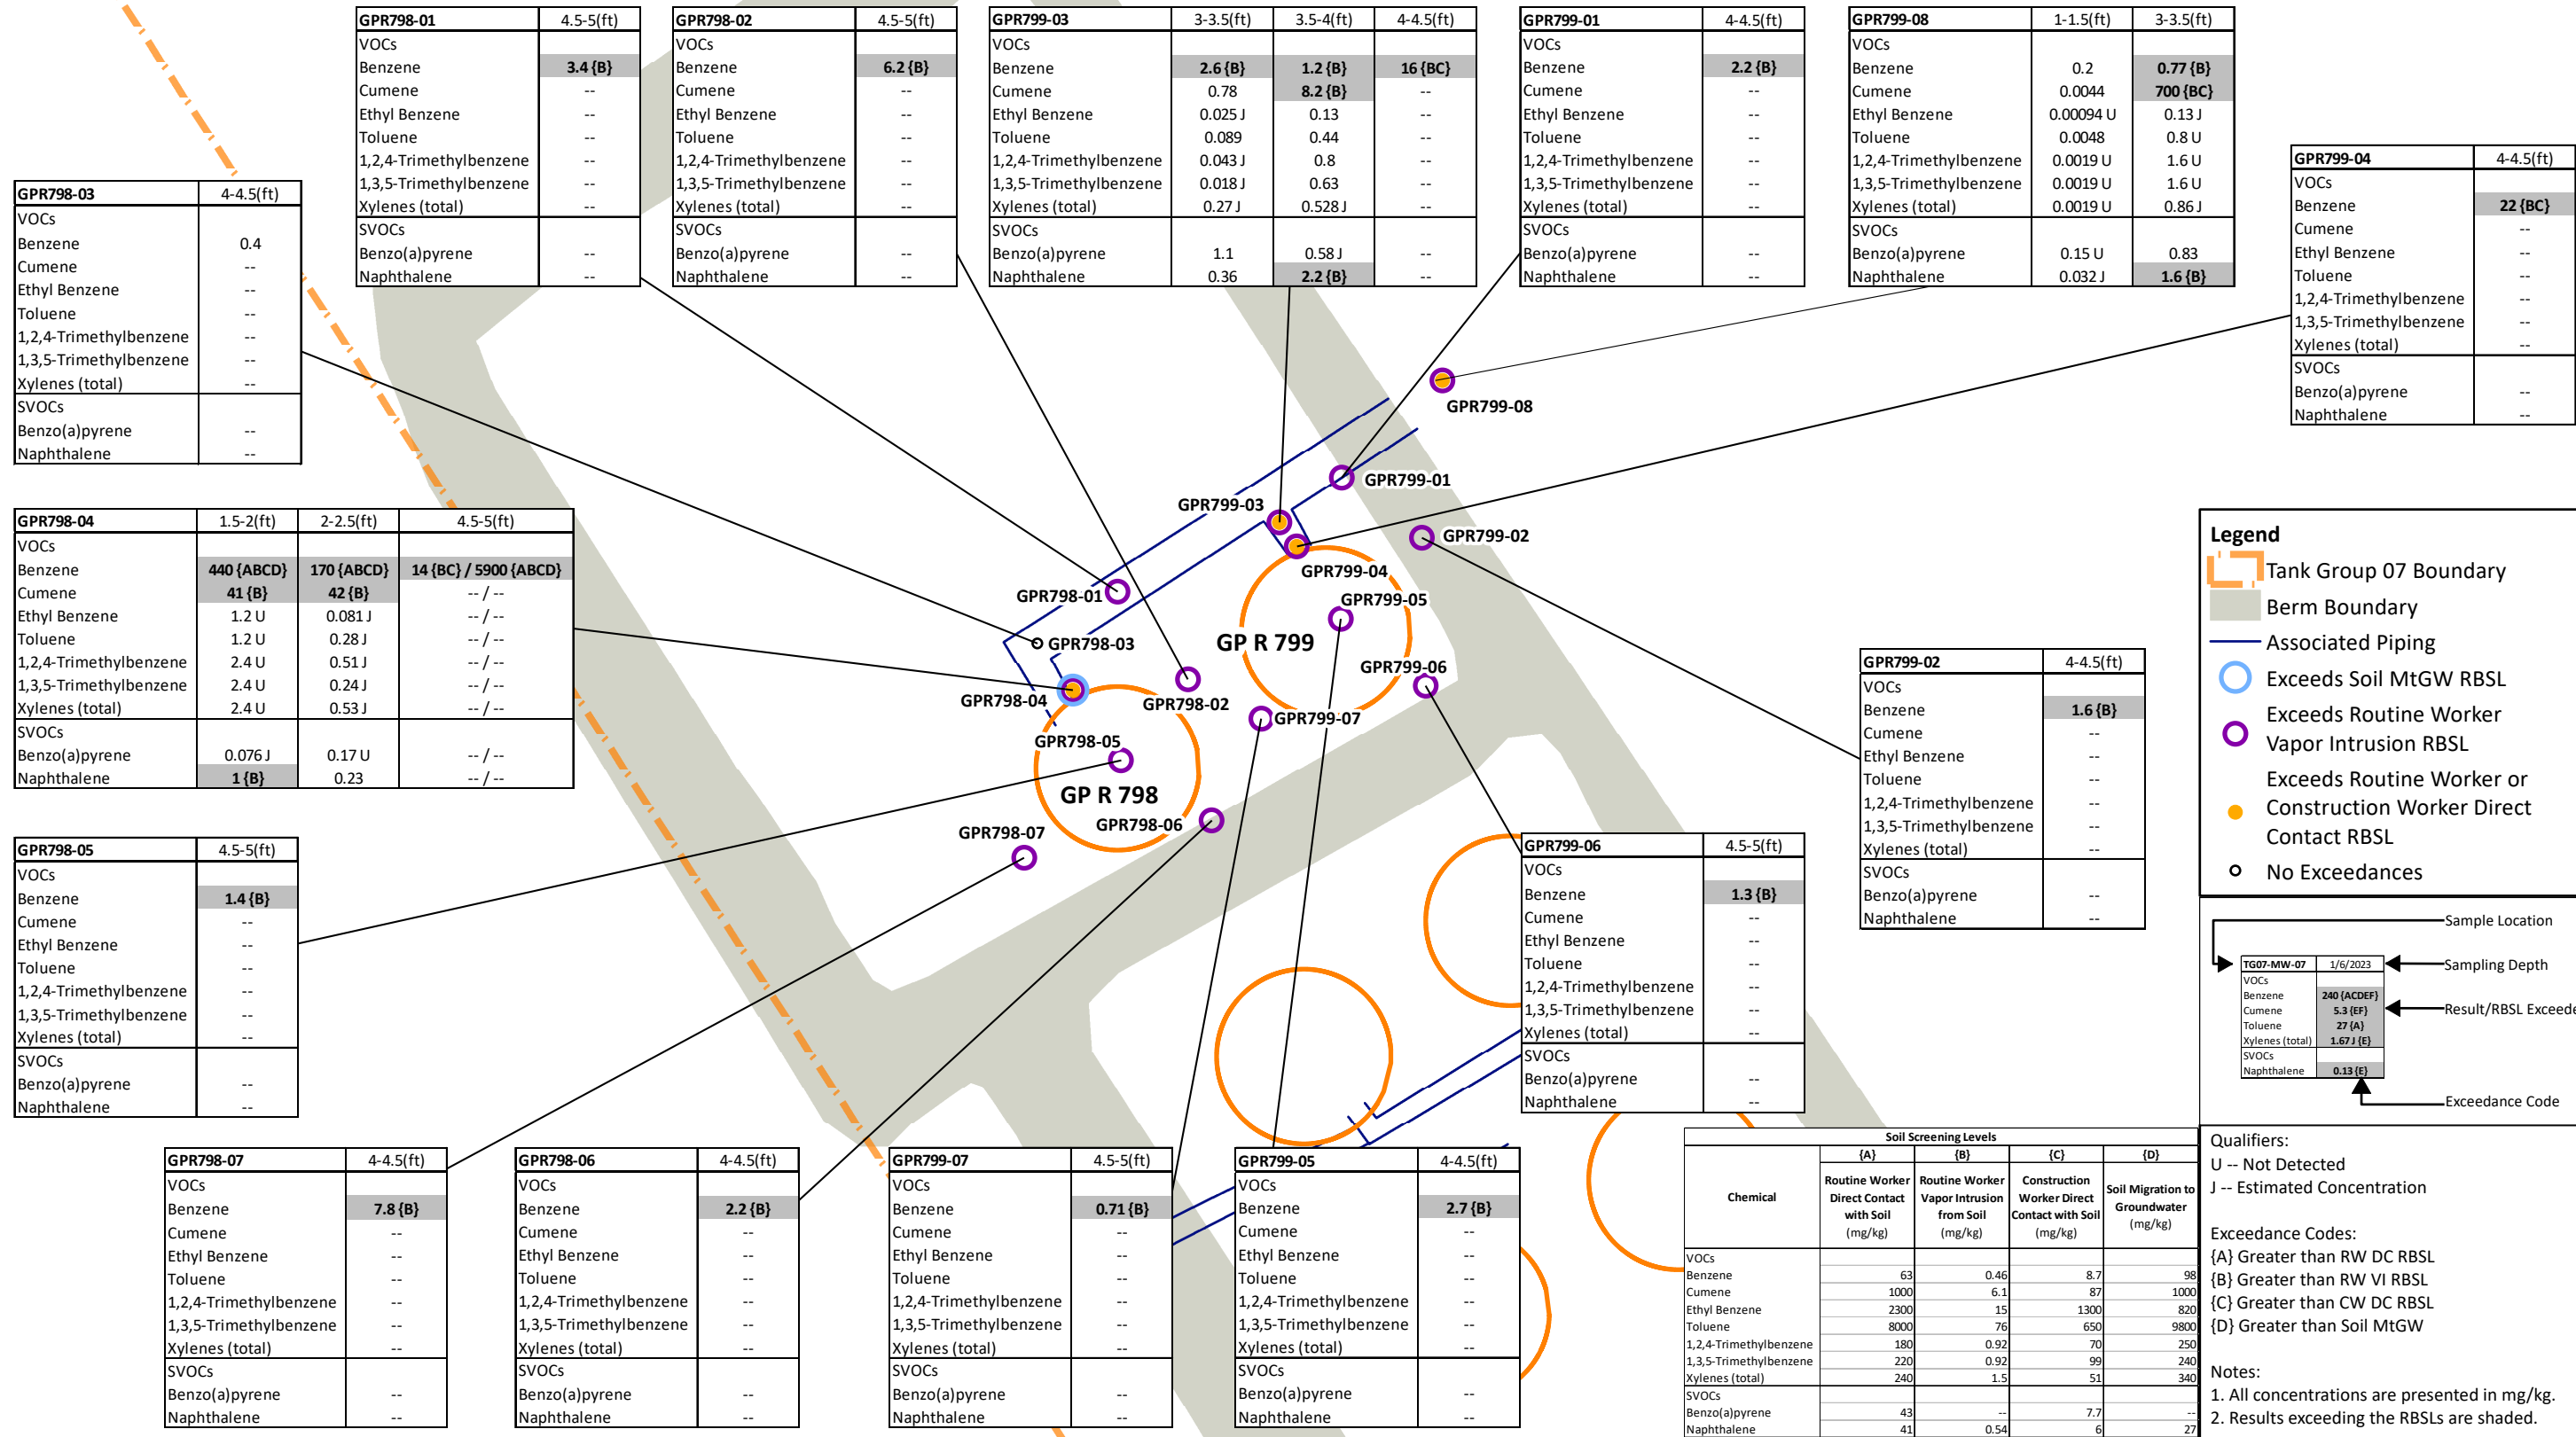 GPR798-01 4.5-5(ft)
VOCs
Benzene 3.4 {B}
Cumene --
Ethyl Benzene --
Toluene --
1,2,4-Trimethylbenzene --
1,3,5-Trimethylbenzene --
Xylenes (total) --
SVOCs
Benzo(a)pyrene --
Naphthalene --
GPR798-02 4.5-5(ft)
VOCs
Benzene 6.2 {B}
Cumene --
Ethyl Benzene --
Toluene --
1,2,4-Trimethylbenzene --
1,3,5-Trimethylbenzene --
Xylenes (total) --
SVOCs
Benzo(a)pyrene --
Naphthalene --
GPR799-03 3-3.5(ft) 3.5-4(ft) 4-4.5(ft)
VOCs
Benzene 2.6 {B} 1.2 {B} 16 {BC}
Cumene 0.78 8.2 {B} --
Ethyl Benzene 0.025 J 0.13 --
Toluene 0.089 0.44 --
1,2,4-Trimethylbenzene 0.043 J 0.8 --
1,3,5-Trimethylbenzene 0.018 J 0.63 --
Xylenes (total) 0.27 J 0.528 J --
SVOCs
Benzo(a)pyrene 1.1 0.58 J --
Naphthalene 0.36 2.2 {B} --
GPR799-01 4-4.5(ft)
VOCs
Benzene 2.2 {B}
Cumene --
Ethyl Benzene --
Toluene --
1,2,4-Trimethylbenzene --
1,3,5-Trimethylbenzene --
Xylenes (total) --
SVOCs
Benzo(a)pyrene --
Naphthalene --
GPR799-08 1-1.5(ft) 3-3.5(ft)
VOCs
Benzene 0.2 0.77 {B}
Cumene 0.0044 700 {BC}
Ethyl Benzene 0.00094 U 0.13 J
Toluene 0.0048 0.8 U
1,2,4-Trimethylbenzene 0.0019 U 1.6 U
1,3,5-Trimethylbenzene 0.0019 U 1.6 U
Xylenes (total) 0.0019 U 0.86 J
SVOCs
Benzo(a)pyrene 0.15 U 0.83
Naphthalene 0.032 J 1.6 {B}
GPR799-04 4-4.5(ft)
VOCs
Benzene 22 {BC}
Cumene --
Ethyl Benzene --
Toluene --
1,2,4-Trimethylbenzene --
1,3,5-Trimethylbenzene --
Xylenes (total) --
SVOCs
Benzo(a)pyrene --
Naphthalene --
GPR798-03 4-4.5(ft)
VOCs
Benzene 0.4
Cumene --
Ethyl Benzene --
Toluene --
1,2,4-Trimethylbenzene --
1,3,5-Trimethylbenzene --
Xylenes (total) --
SVOCs
Benzo(a)pyrene --
Naphthalene --
GPR798-04 1.5-2(ft) 2-2.5(ft) 4.5-5(ft)
VOCs
Benzene 440 {ABCD} 170 {ABCD} 14 {BC} / 5900 {ABCD}
Cumene 41 {B} 42 {B} -- / --
Ethyl Benzene 1.2 U 0.081 J -- / --
Toluene 1.2 U 0.28 J -- / --
1,2,4-Trimethylbenzene 2.4 U 0.51 J -- / --
1,3,5-Trimethylbenzene 2.4 U 0.24 J -- / --
Xylenes (total) 2.4 U 0.53 J -- / --
SVOCs
Benzo(a)pyrene 0.076 J 0.17 U -- / --
Naphthalene 1 {B} 0.23 -- / --
GPR799-08
GPR799-01
GPR799-03
GPR799-02
GPR799-04
GPR799-05
GPR798-01
GP R 799
GPR798-03
GPR799-06
GPR798-04
GPR798-02
GPR799-07
GPR798-05
GP R 798
GPR798-06
GPR798-07
Legend
Tank Group 07 Boundary
Berm Boundary
Associated Piping
Exceeds Soil MtGW RBSL
Exceeds Routine Worker
Vapor Intrusion RBSL
Exceeds Routine Worker or
Construction Worker Direct
Contact RBSL
No Exceedances
GPR799-02 4-4.5(ft)
VOCs
Benzene 1.6 {B}
Cumene --
Ethyl Benzene --
Toluene --
1,2,4-Trimethylbenzene --
1,3,5-Trimethylbenzene --
Xylenes (total) --
SVOCs
Benzo(a)pyrene --
Naphthalene --
GPR798-05 4.5-5(ft)
VOCs
Benzene 1.4 {B}
Cumene --
Ethyl Benzene --
Toluene --
1,2,4-Trimethylbenzene --
1,3,5-Trimethylbenzene --
Xylenes (total) --
SVOCs
Benzo(a)pyrene --
Naphthalene --
GPR799-06 4.5-5(ft)
VOCs
Benzene 1.3 {B}
Cumene --
Ethyl Benzene --
Toluene --
1,2,4-Trimethylbenzene --
1,3,5-Trimethylbenzene --
Xylenes (total) --
SVOCs
Benzo(a)pyrene --
Naphthalene --
Sample Location
TG07-MW-07 1/6/2023 Sampling Depth
VOCs
Benzene 240 {ACDEF}
Cumene 5.3 {EF} Result/RBSL Exceede
Toluene 27 {A}
Xylenes (total) 1.67 J {E}
SVOCs
Naphthalene 0.13 {E}
Exceedance Code
GPR798-07 4-4.5(ft)
VOCs
Benzene 7.8 {B}
Cumene --
Ethyl Benzene --
Toluene --
1,2,4-Trimethylbenzene --
1,3,5-Trimethylbenzene --
Xylenes (total) --
SVOCs
Benzo(a)pyrene --
Naphthalene --
GPR798-06 4-4.5(ft)
VOCs
Benzene 2.2 {B}
Cumene --
Ethyl Benzene --
Toluene --
1,2,4-Trimethylbenzene --
1,3,5-Trimethylbenzene --
Xylenes (total) --
SVOCs
Benzo(a)pyrene --
Naphthalene --
GPR799-07 4.5-5(ft)
VOCs
Benzene 0.71 {B}
Cumene --
Ethyl Benzene --
Toluene --
1,2,4-Trimethylbenzene --
1,3,5-Trimethylbenzene --
Xylenes (total) --
SVOCs
Benzo(a)pyrene --
Naphthalene --
GPR799-05 4-4.5(ft)
VOCs
Benzene 2.7 {B}
Cumene --
Ethyl Benzene --
Toluene --
1,2,4-Trimethylbenzene --
1,3,5-Trimethylbenzene --
Xylenes (total) --
SVOCs
Benzo(a)pyrene --
Naphthalene --
Soil Screening Levels
{A} {B} {C} {D}
Chemical
Routine Worker
Direct Contact
with Soil
(mg/kg)
Routine Worker
Vapor Intrusion
from Soil
(mg/kg)
Construction
Worker Direct
Contact with Soil
(mg/kg)
Soil Migration to
Groundwater
(mg/kg)
VOCs
Benzene 63 0.46 8.7 98
Cumene 1000 6.1 87 1000
Ethyl Benzene 2300 15 1300 820
Toluene 8000 76 650 9800
1,2,4-Trimethylbenzene 180 0.92 70 250
1,3,5-Trimethylbenzene 220 0.92 99 240
Xylenes (total) 240 1.5 51 340
SVOCs
Benzo(a)pyrene 43 -- 7.7 --
Naphthalene 41 0.54 6 27
Qualifiers:
U -- Not Detected
J -- Estimated Concentration
Exceedance Codes:
{A} Greater than RW DC RBSL
{B} Greater than RW VI RBSL
{C} Greater than CW DC RBSL
{D} Greater than Soil MtGW
Notes:
1. All concentrations are presented in mg/kg.
2. Results exceeding the RBSLs are shaded.